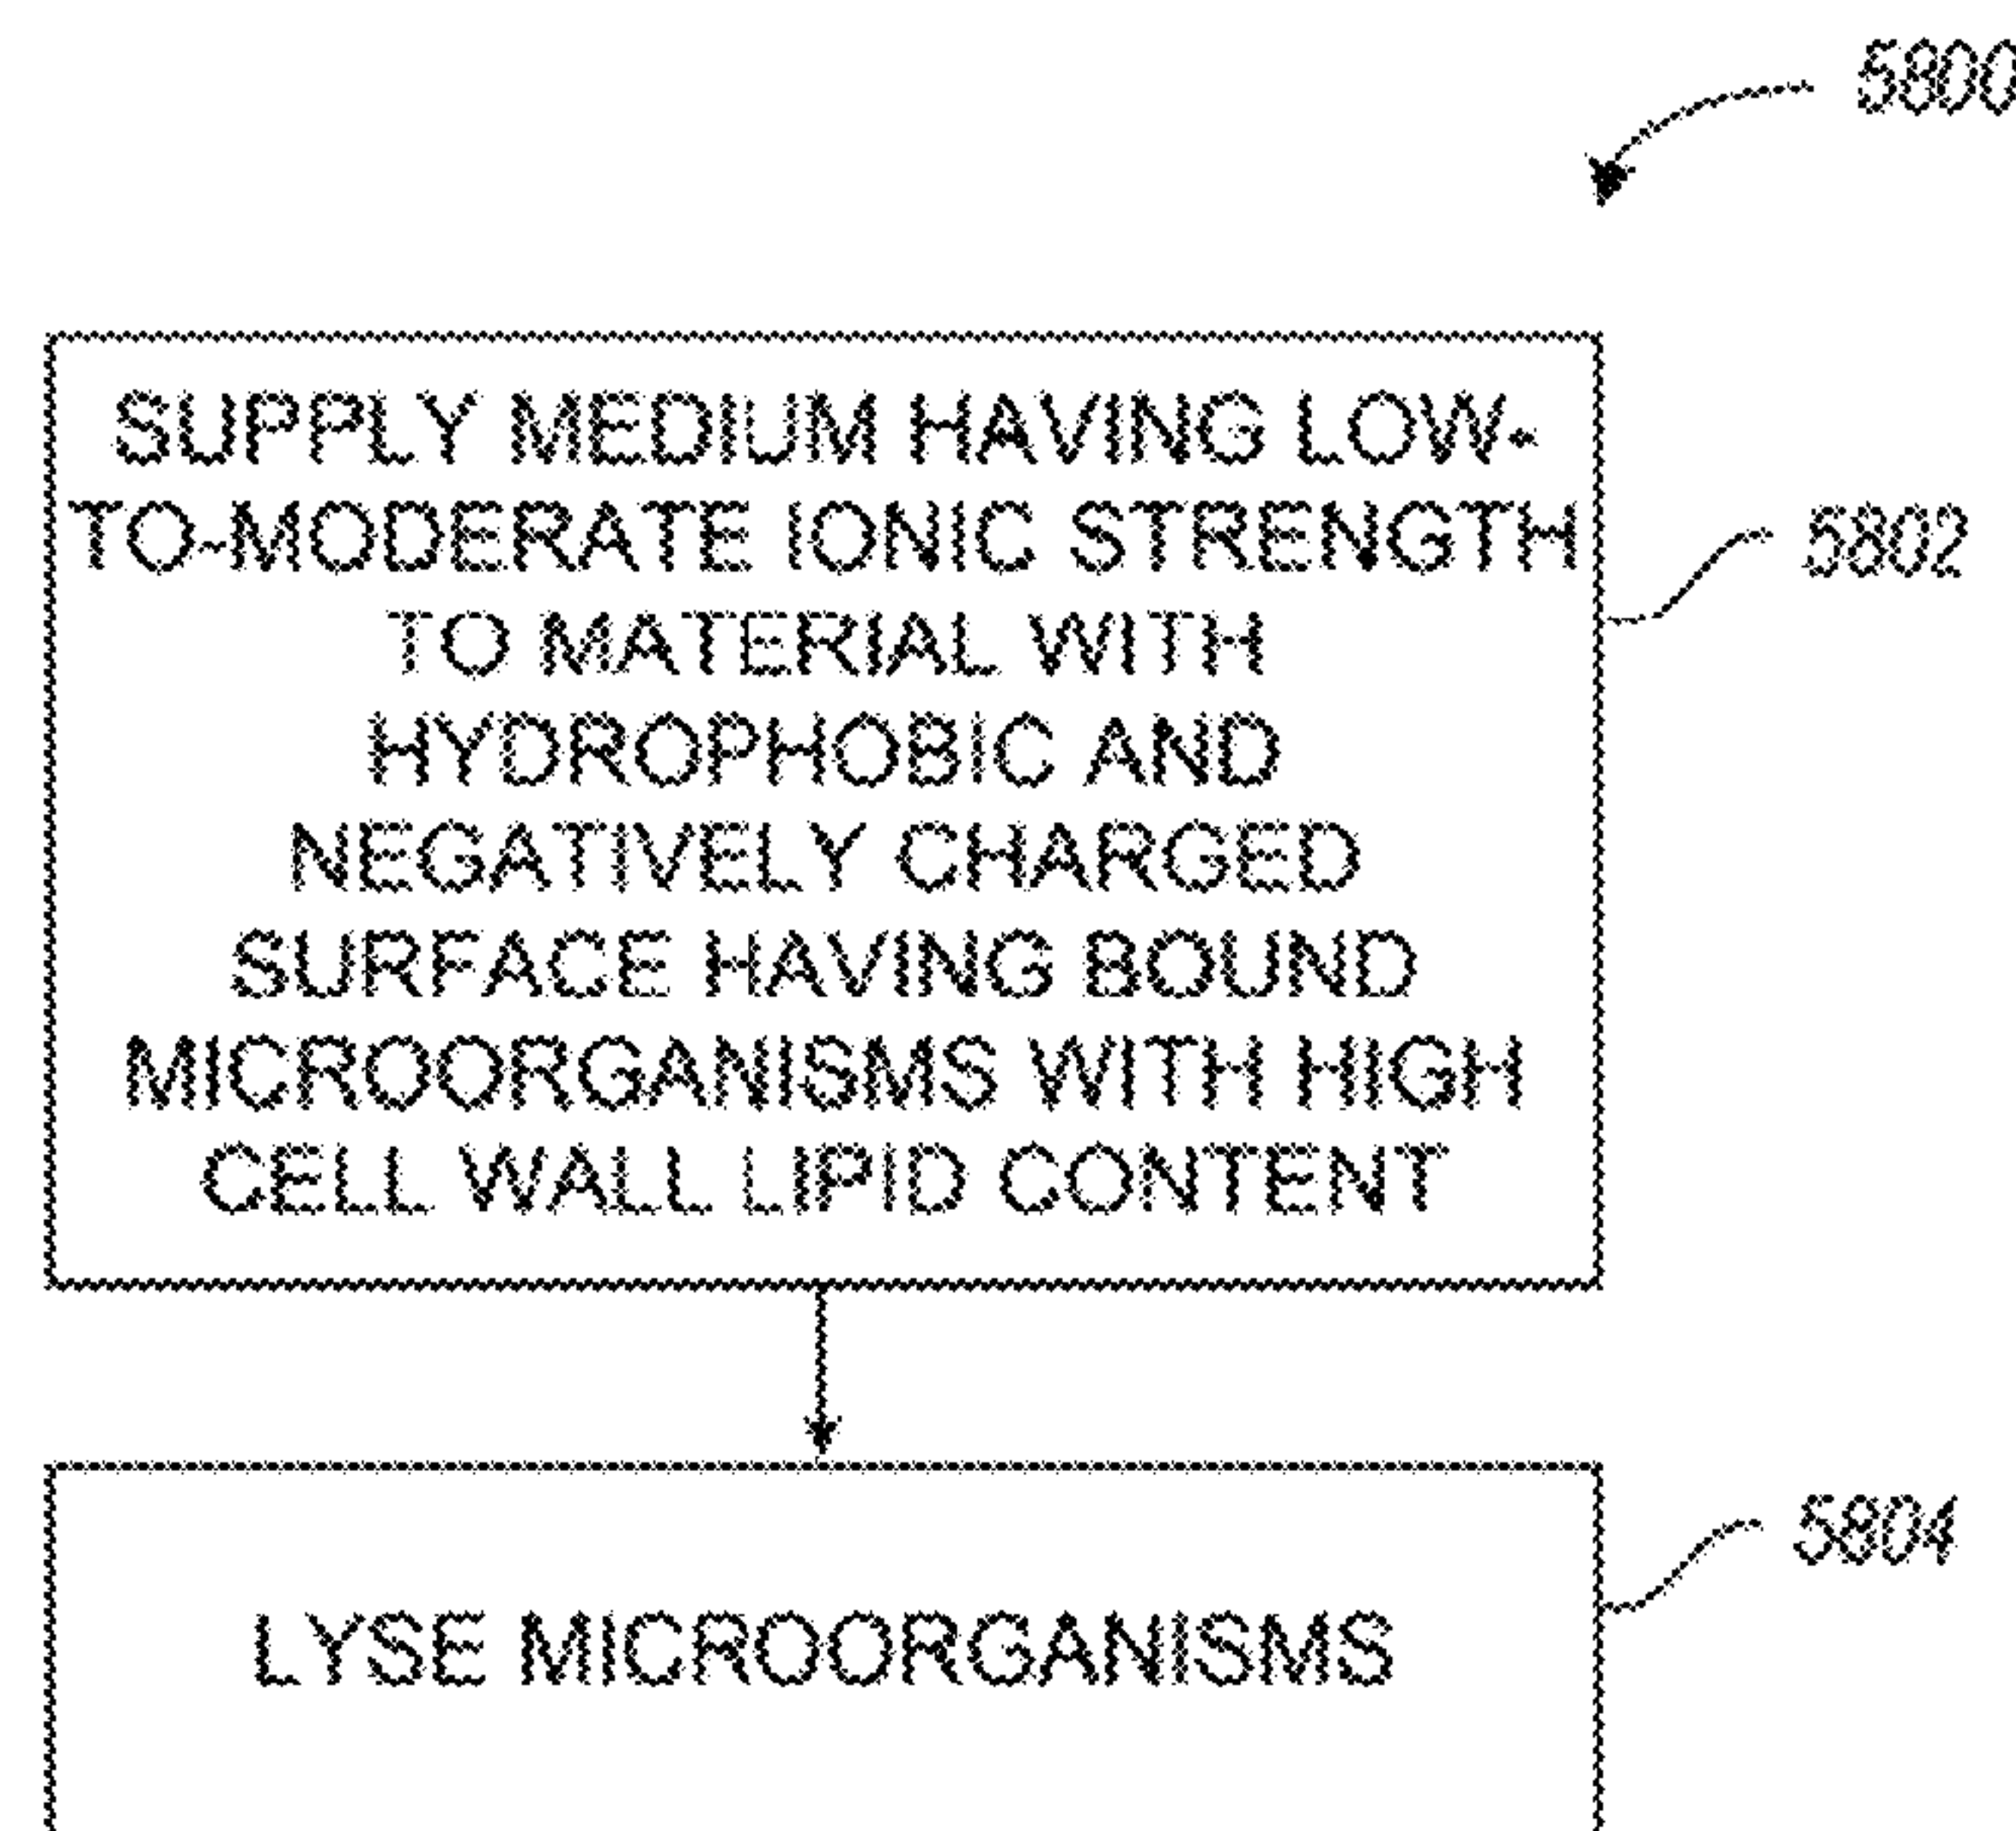 5800
SUPPLY MEDIUM HAVING LOW-
TO-MODERATE IONIC STRENGTH
TO MATERIAL WITH
HYDROPHOBIC AND
NEGATIVELY CHARGED
SURFACE HAVING BOUND
MICROORGANISMS WITH HIGH
CELL WALL LIPID CONTENT
5802
5804
LYSE MICROORGANISMS